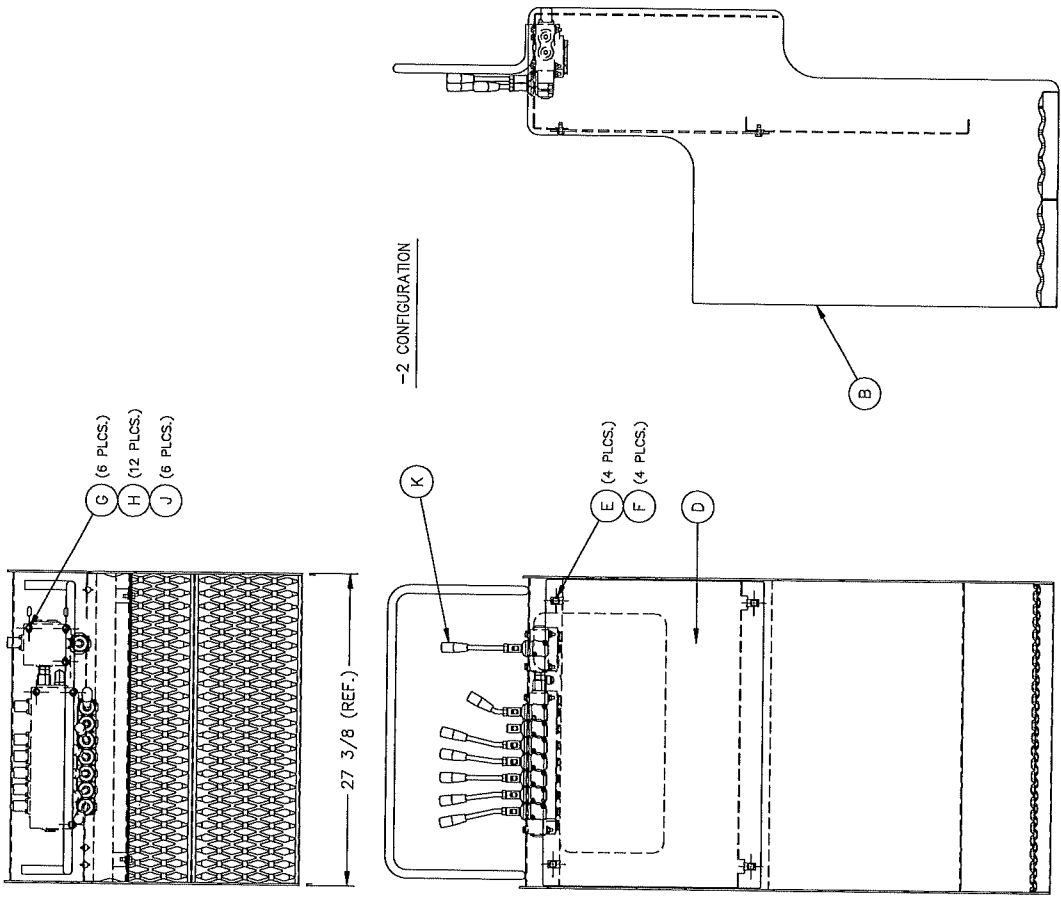 G (6 PLCS.)
H (12 PLCS.)
J (6 PLCS.)
27 3/8 (REF.)
-2 CONFIGURATION
K
E (4 PLCS.)
F (4 PLCS.)
D
B